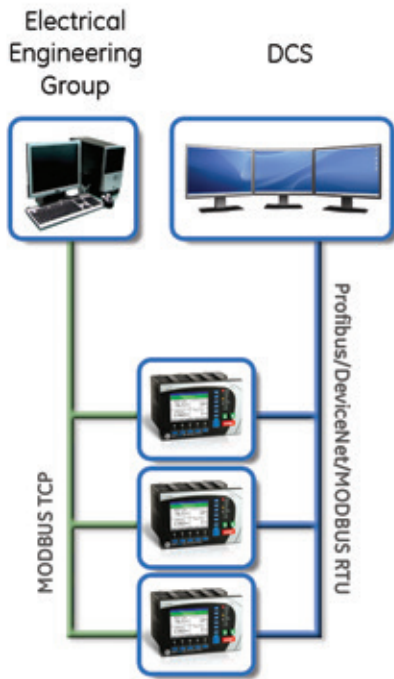 Electrical
Engineering
Group
DCS
MODBUS TCP
Profibus/DeviceNet/MODBUS RTU